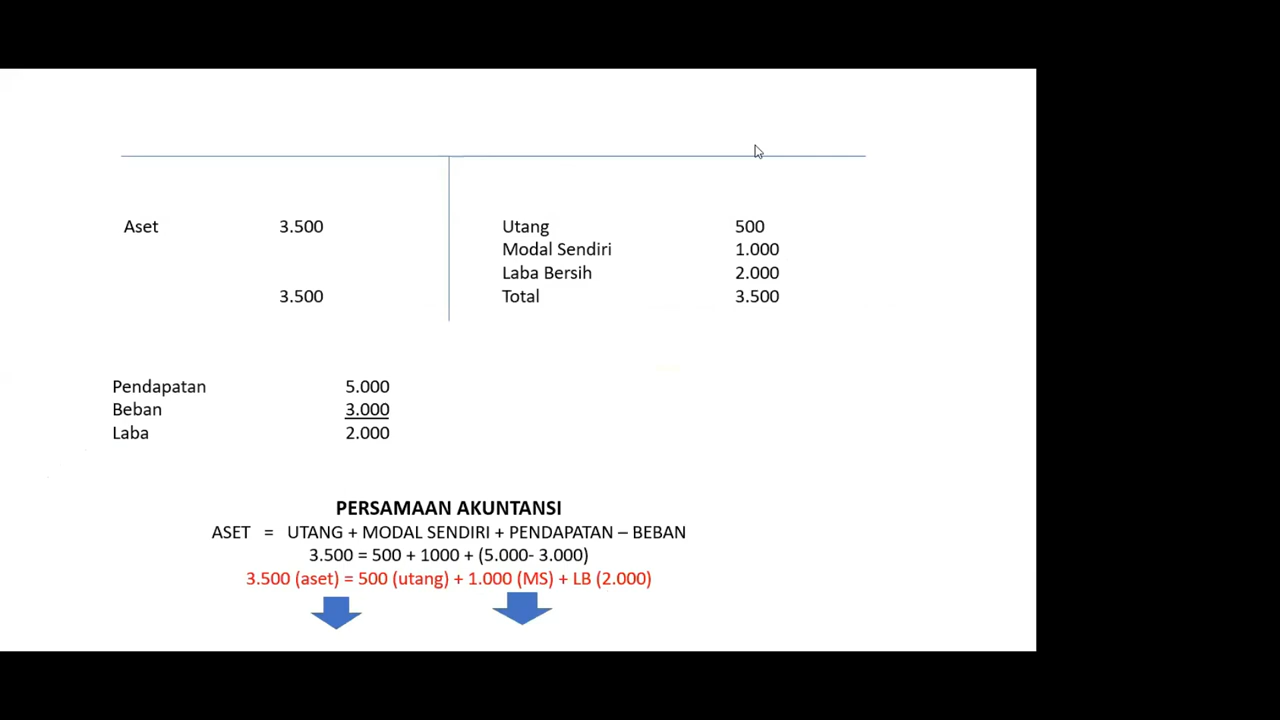 Aset 3.500 Utang 500
Modal Sendiri 1.000
Laba Bersih 2.000
3.500 Total 3.500
Pendapatan 5.000
Beban 3.000
Laba 2.000
PERSAMAAN AKUNTANSI
ASET = UTANG + MODAL SENDIRI + PENDAPATAN – BEBAN
3.500 = 500 + 1000 + (5.000- 3.000)
3.500 (aset) = 500 (utang) + 1.000 (MS) + LB (2.000)